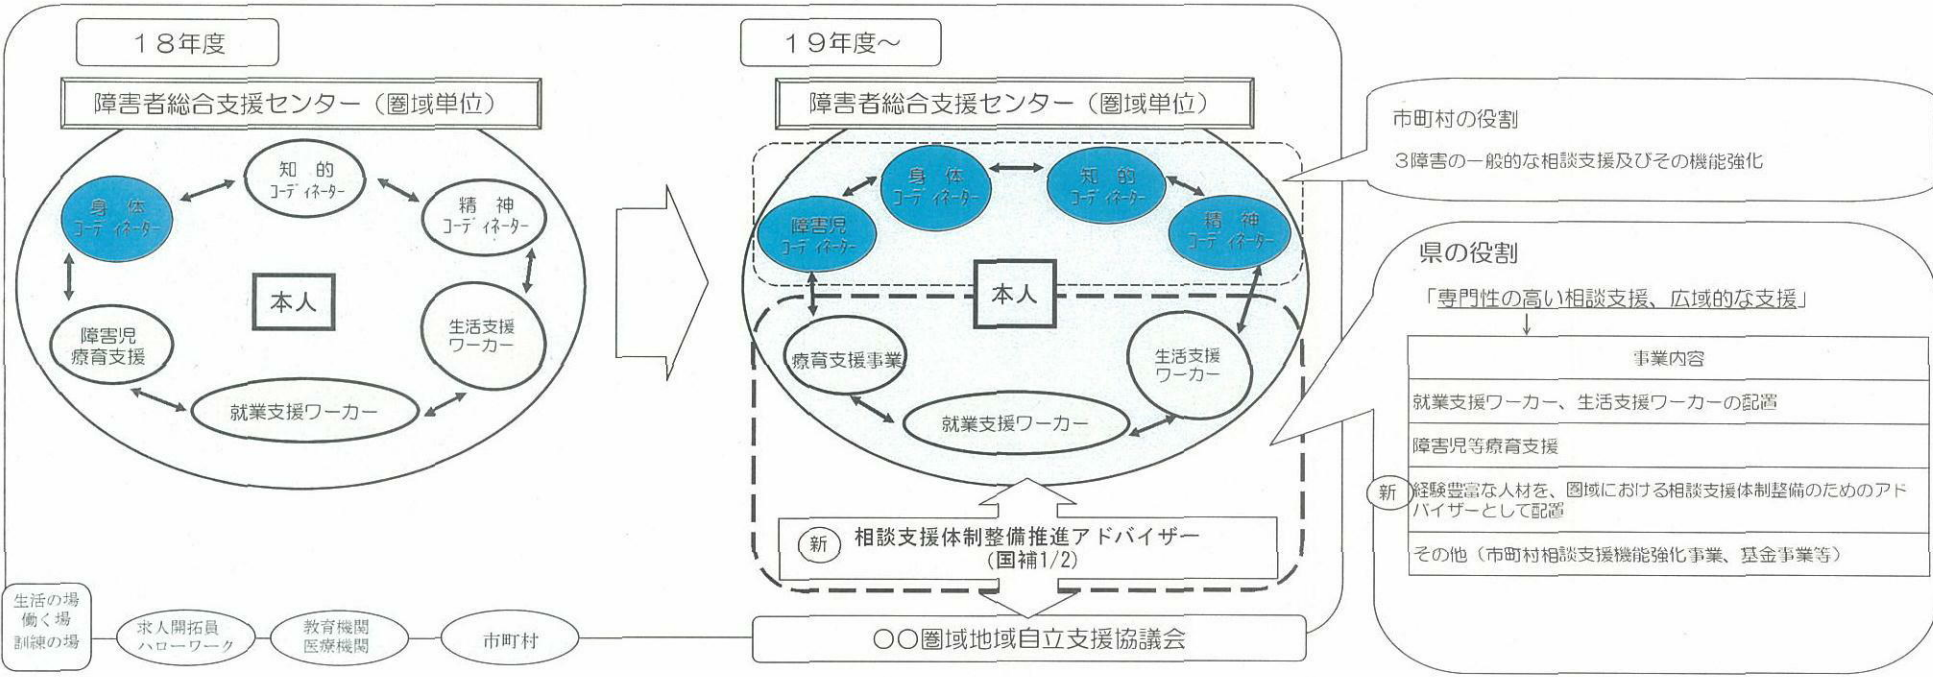 18年度
障害者総合支援センター（圏域単位）
知 的
コーディネーター
身 体
コーディネーター
精 神
コーディネーター
本人
障害児
療育支援
生活支援
ワーカー
就業支援ワーカー
19年度～
障害者総合支援センター（圏域単位）
身 体
コーディネーター
知 的
コーディネーター
障害児
コーディネーター
精 神
コーディネーター
本人
療育支援事業
生活支援
ワーカー
就業支援ワーカー
新 相談支援体制整備推進アドバイザー
(国補1/2)
〇〇圏域地域自立支援協議会
生活の場
働く場
訓練の場
求人開拓員
ハローワーク
教育機関
医療機関
市町村
市町村の役割
3障害の一般的な相談支援及びその機能強化
県の役割
「専門性の高い相談支援、広域的な支援」
↓
事業内容
就業支援ワーカー、生活支援ワーカーの配置
障害児等療育支援
新 経験豊富な人材を、圏域における相談支援体制整備のためのアド
バイザーとして配置
その他（市町村相談支援機能強化事業、基金事業等）